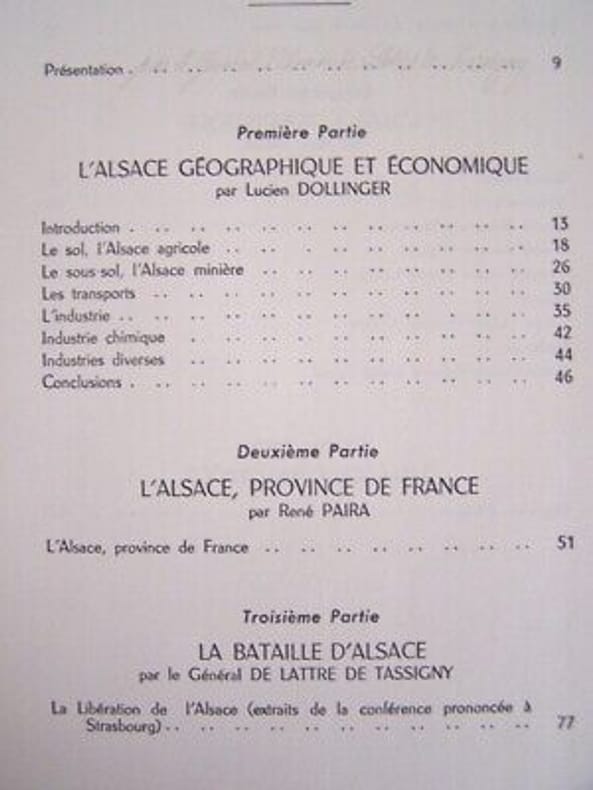 Présentation . .. .. .. .. .. .. .. .. .. .. .. 9
Première Partie
L'ALSACE GÉOGRAPHIQUE ET ÉCONOMIQUE
par Lucien DOLLINGER
Introduction . .. .. .. .. .. .. .. .. .. .. .. 13
Le sol, l'Alsace agricole .. .. . .. .. .. .. .. .. 18
Le sous-sol, l'Alsace minière .. .. .. .. .. .. .. .. 26
Les transports .. .. .. .. .. .. .. .. .. .. .. 30
L'industrie .. .. .. .. .. .. .. .. .. . .. .. 35
Industrie chimique . .. .. .. .. .. .. .. .. .. 42
Industries diverses .. .. .. .. .. .. .. .. .. .. 44
Conclusions . .. .. .. .. .. .. .. .. .. .. .. 46
Deuxième Partie
L'ALSACE, PROVINCE DE FRANCE
par René PAIRA
L'Alsace, province de France .. .. .. .. .. .. .. .. 51
Troisième Partie
LA BATAILLE D'ALSACE
par le Général DE LATTRE DE TASSIGNY
La Libération de l'Alsace (extraits de la conférence prononcée à
Strasbourg) .. .. .. .. .. .. .. .. .. .. .. 77